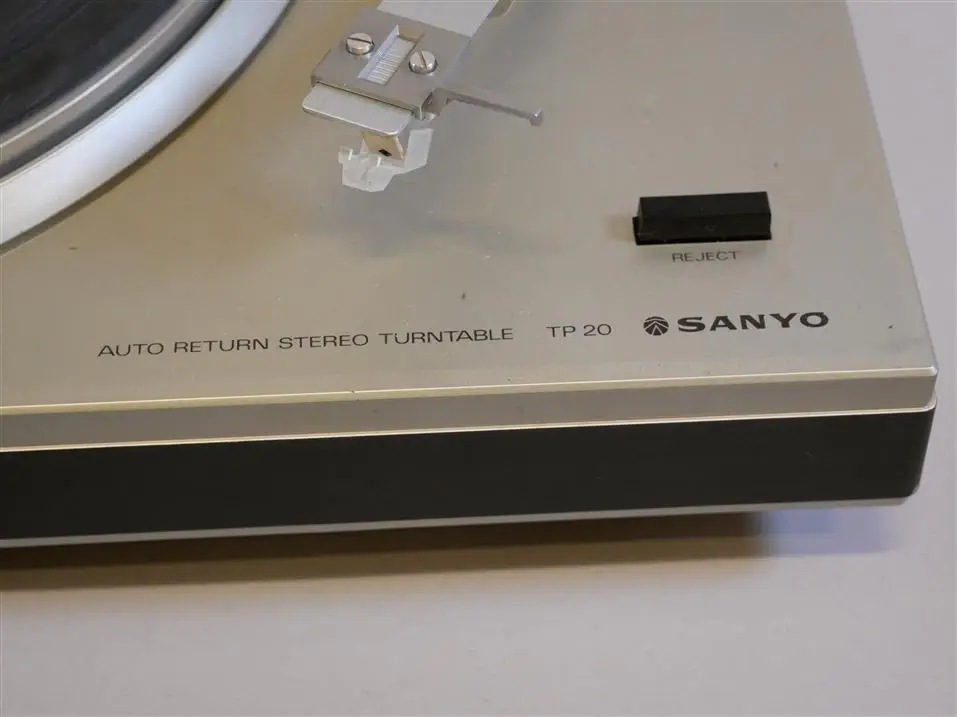 REJECT
AUTO RETURN STEREO TURNTABLE TP 20 SANYO